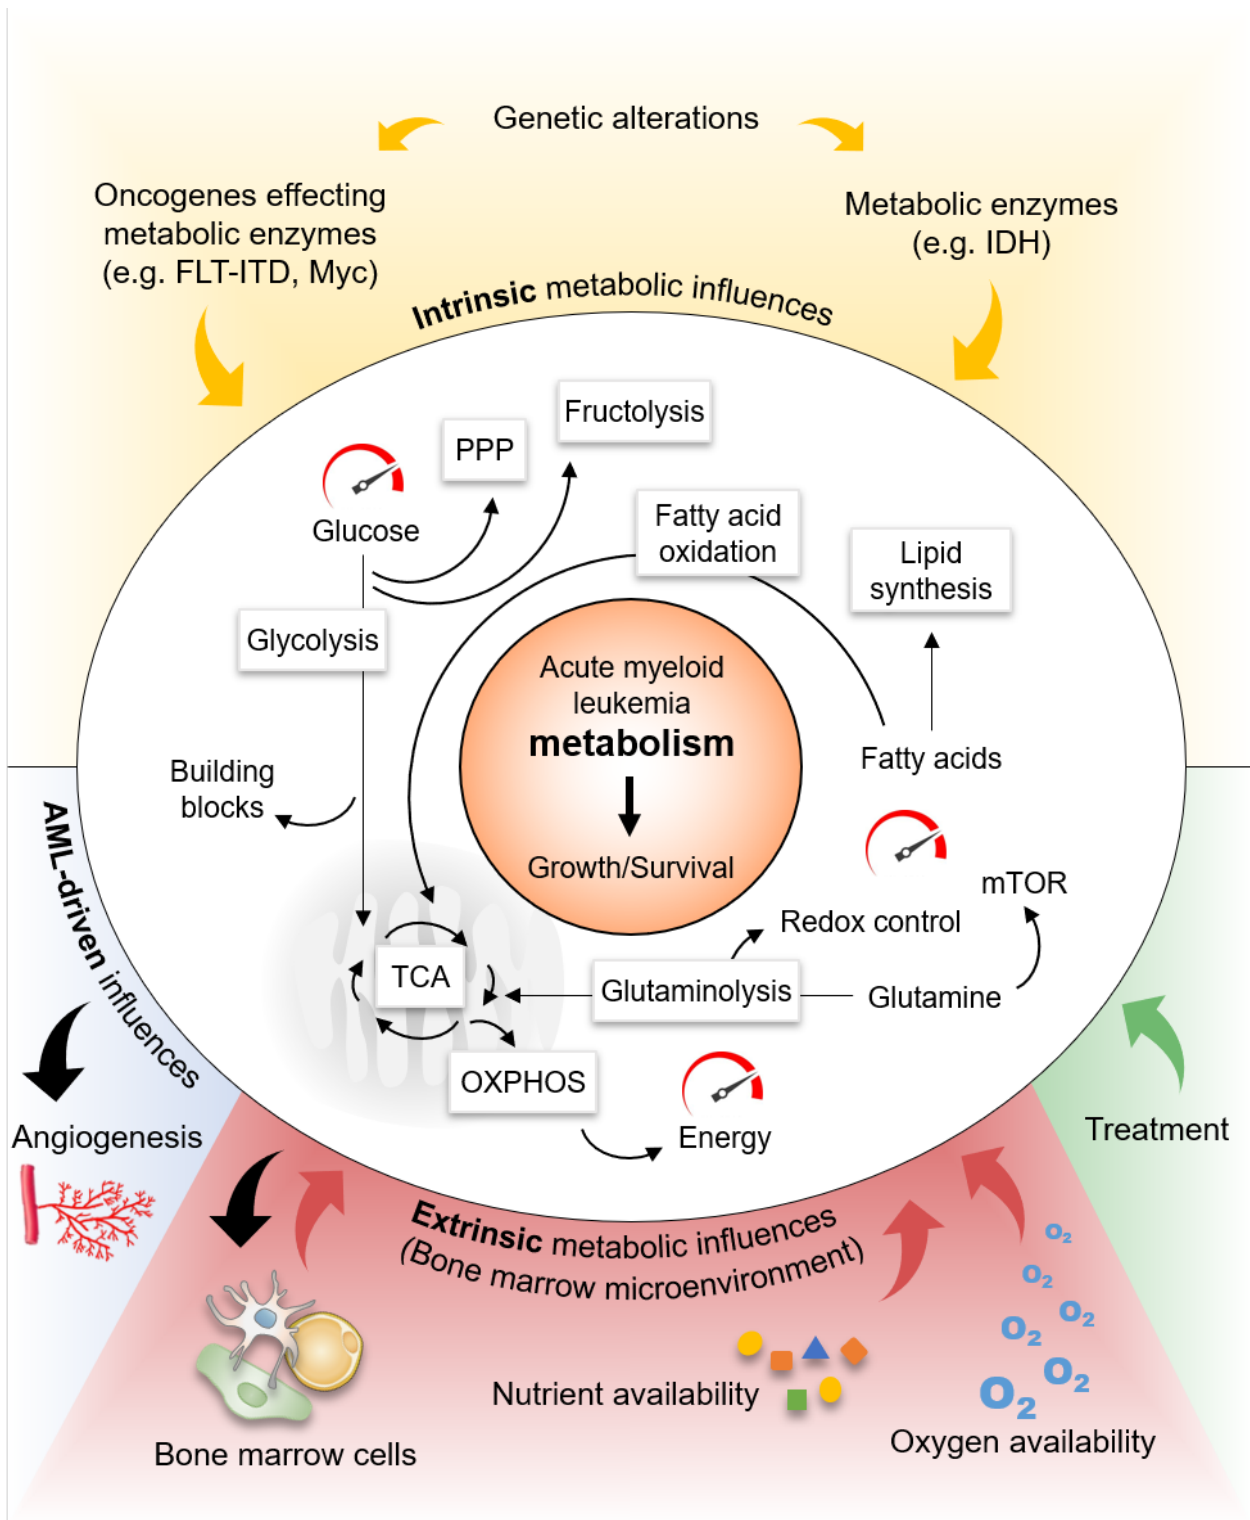 Genetic alterations
Oncogenes effecting
metabolic enzymes
(e.g. FLT-ITD, Myc)
Metabolic enzymes
(e.g. IDH)
Intrinsic metabolic influences
Fructolysis
PPP
Glucose
Fatty acid
oxidation
Lipid
synthesis
Glycolysis
Acute myeloid
leukemia
metabolism
Growth/Survival
Fatty acids
Building
blocks
mTOR
Redox control
TCA
Glutaminolysis
Glutamine
OXPHOS
Energy
AML-driven influences
Angiogenesis
Treatment
Extrinsic metabolic influences
(Bone marrow microenvironment)
O2
O2
O2
O2
O2
O2
Nutrient availability
Oxygen availability
Bone marrow cells